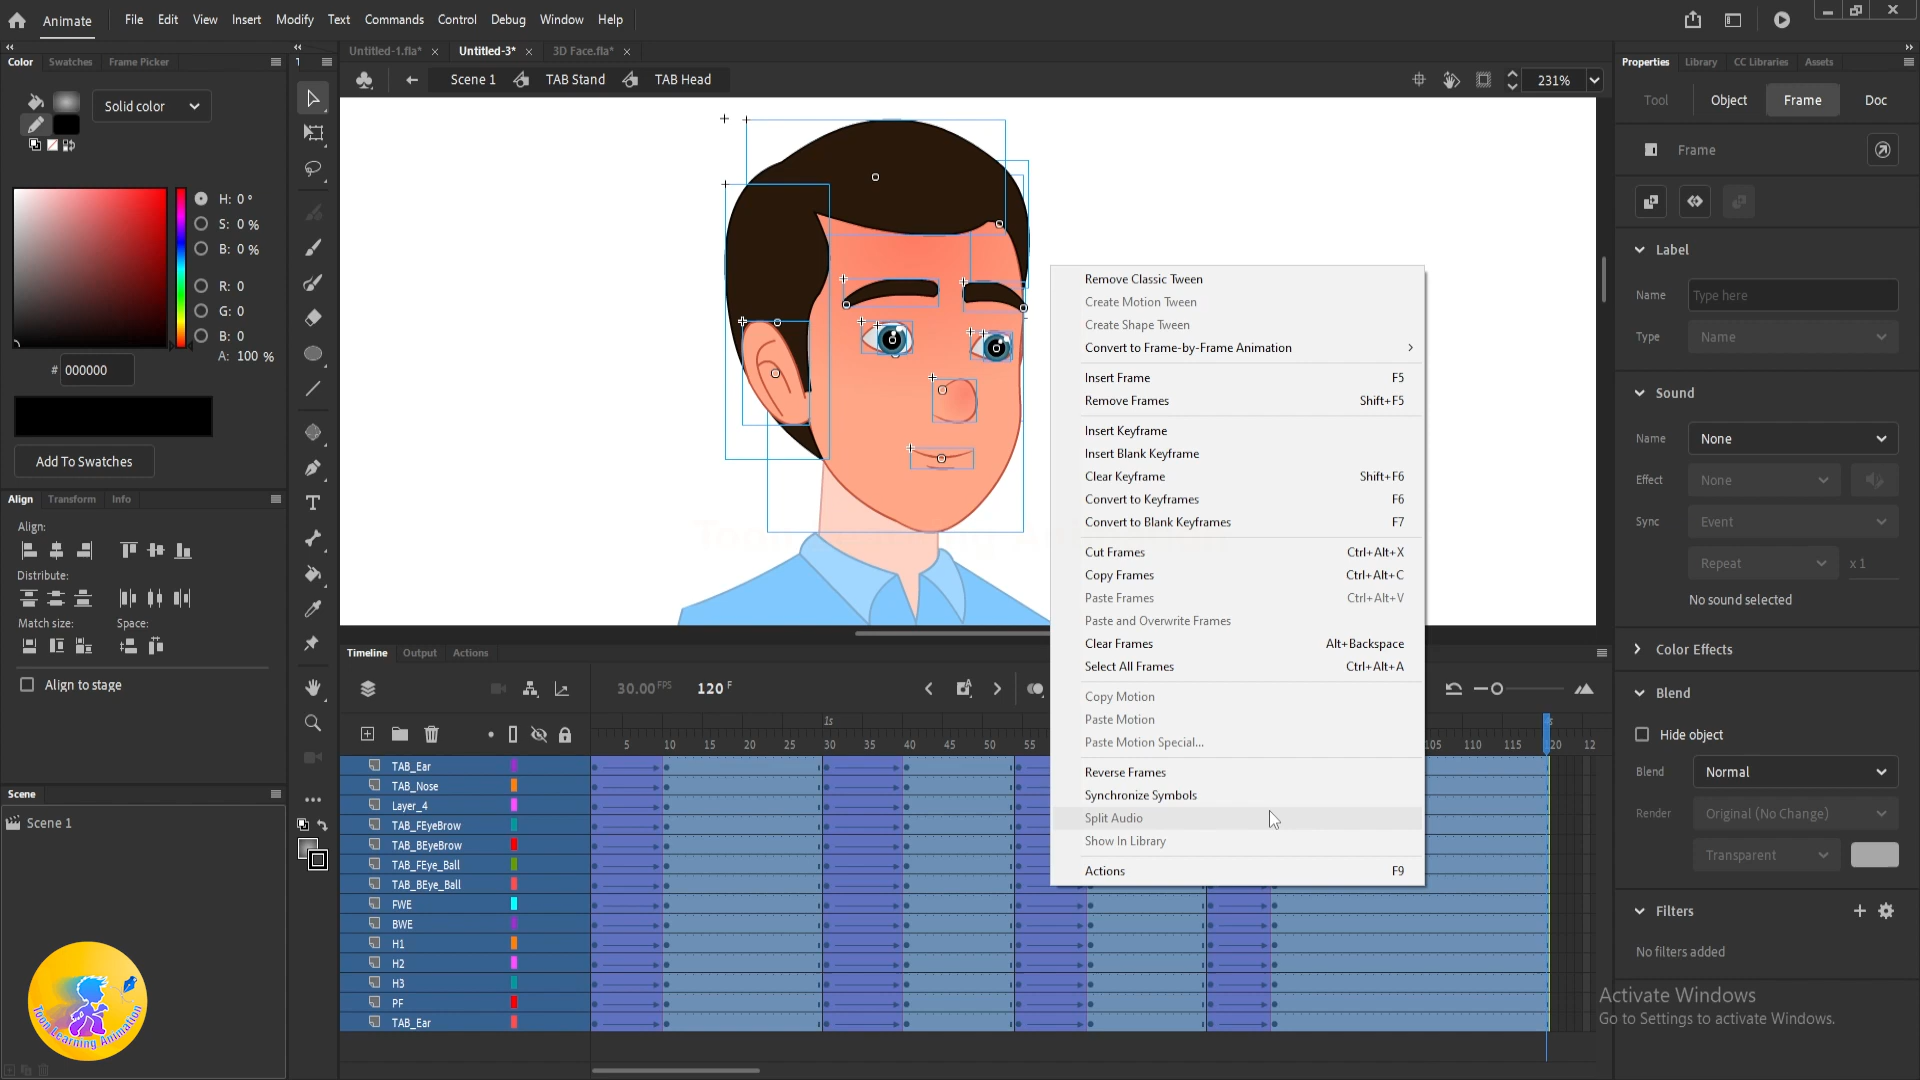 Animate File Edit View Insert Modify Text Commands Control Debug Window Help
Color Swatches Frame Picker
Untitled-1.fla* × Untitled-3* × 3D Face.fla* ×
Properties Library CC Libraries Assets
Scene 1 TAB Stand TAB Head
231%
Solid color
H: 0 °
S: 0 %
B: 0 %
R: 0
G: 0
B: 0
A: 100 %
# 000000
Add To Swatches
Align Transform Info
Align:
Distribute:
Match size: Space:
Align to stage
Scene
Scene 1
Toon Learning Animation
Remove Classic Tween
Create Motion Tween
Create Shape Tween
Convert to Frame-by-Frame Animation
Insert Frame F5
Remove Frames Shift+F5
Insert Keyframe
Insert Blank Keyframe
Clear Keyframe Shift+F6
Convert to Keyframes F6
Convert to Blank Keyframes F7
Cut Frames Ctrl+Alt+X
Copy Frames Ctrl+Alt+C
Paste Frames Ctrl+Alt+V
Paste and Overwrite Frames
Clear Frames Alt+Backspace
Select All Frames Ctrl+Alt+A
Copy Motion
Paste Motion
Paste Motion Special...
Reverse Frames
Synchronize Symbols
Split Audio
Show In Library
Actions F9
Timeline Output Actions
30.00 FPS 120 F
1s
5 10 15 20 25 30 35 40 45 50 55 105 110 115 120 12
TAB_Ear
TAB_Nose
Layer_4
TAB_FEyeBrow
TAB_BEyeBrow
TAB_FEye_Ball
TAB_BEye_Ball
FWE
BWE
H1
H2
H3
PF
TAB_Ear
Tool Object Frame Doc
Frame
Label
Name Type here
Type Name
Sound
Name None
Effect None
Sync Event
Repeat x 1
No sound selected
Color Effects
Blend
Hide object
Blend Normal
Render Original (No Change)
Transparent
Filters
No filters added
Activate Windows
Go to Settings to activate Windows.